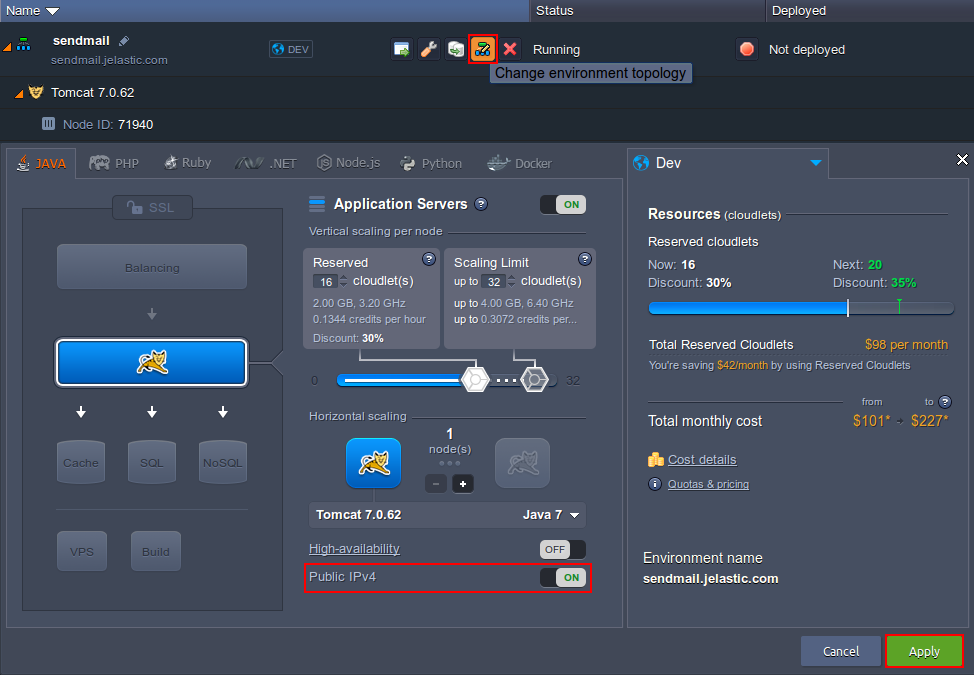 Name Status Deployed
sendmail DEV Running Not deployed
sendmail.jelastic.com
Change environment topology
Tomcat 7.0.62
Node ID: 71940
JAVA PHP Ruby .NET Node.js Python Docker Dev
SSL
Balancing
Cache SQL NoSQL
VPS Build
Application Servers ? ON
Vertical scaling per node
Reserved ? Scaling Limit ?
16 cloudlet(s) up to 32 cloudlet(s)
2.00 GB, 3.20 GHz up to 4.00 GB, 6.40 GHz
0.1344 credits per hour up to 0.3072 credits per...
Discount: 30%
0 32
Horizontal scaling
1
node(s)
- +
Tomcat 7.0.62 Java 7
High-availability OFF
Public IPv4 ON
Resources (cloudlets)
Reserved cloudlets
Now: 16 Next: 20
Discount: 30% Discount: 35%
Total Reserved Cloudlets $98 per month
You're saving $42/month by using Reserved Cloudlets
from to ?
Total monthly cost $101* - $227*
Cost details
i Quotas & pricing
Environment name
sendmail.jelastic.com
Cancel Apply